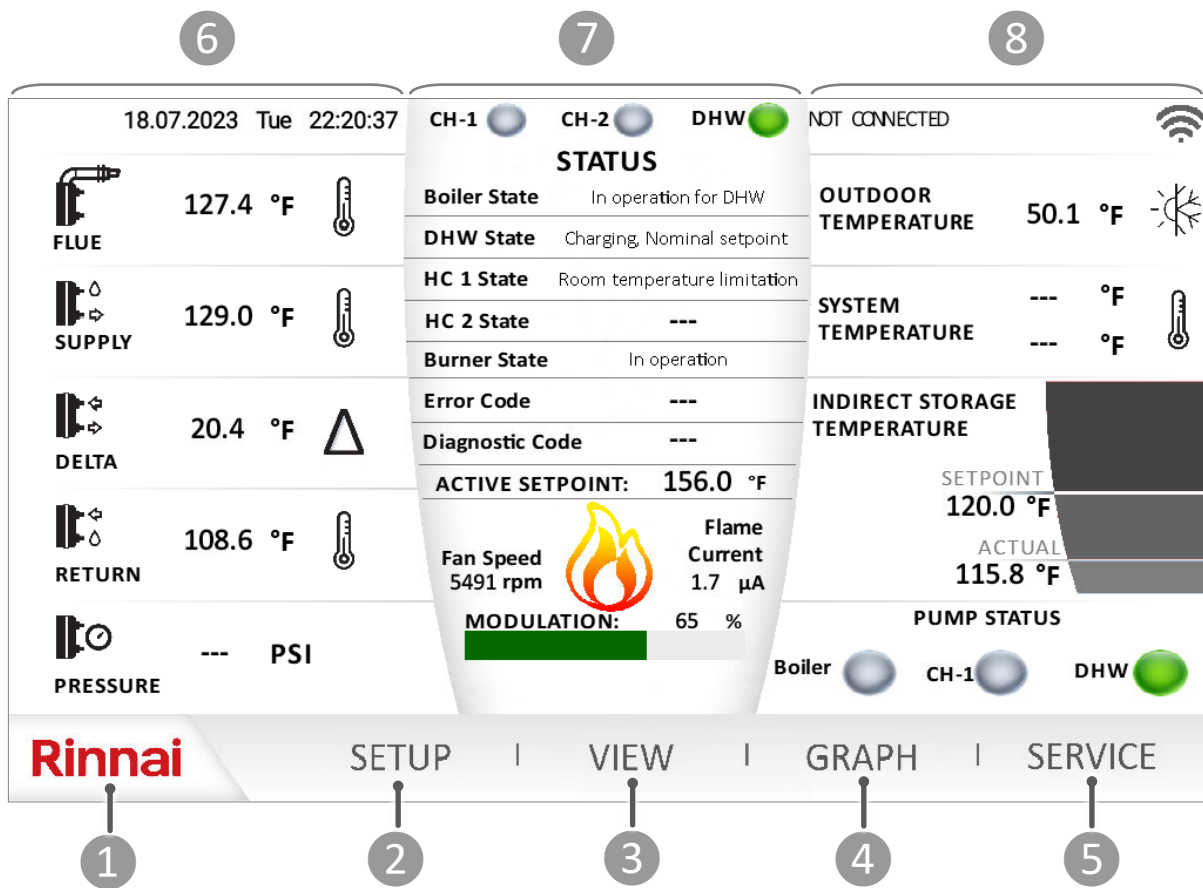 6
7
8
18.07.2023 Tue 22:20:37
FLUE
127.4 °F
SUPPLY
129.0 °F
DELTA
20.4 °F
Δ
RETURN
108.6 °F
PRESSURE
--- PSI
CH-1 CH-2 DHW
STATUS
Boiler State In operation for DHW
DHW State Charging, Nominal setpoint
HC 1 State Room temperature limitation
HC 2 State ---
Burner State In operation
Error Code ---
Diagnostic Code ---
ACTIVE SETPOINT: 156.0 °F
Fan Speed
5491 rpm
Flame
Current
1.7 µA
MODULATION: 65 %
NOT CONNECTED
OUTDOOR
TEMPERATURE
50.1 °F
SYSTEM
TEMPERATURE
--- °F
--- °F
INDIRECT STORAGE
TEMPERATURE
SETPOINT
120.0 °F
ACTUAL
115.8 °F
PUMP STATUS
Boiler CH-1 DHW
Rinnai SETUP | VIEW | GRAPH | SERVICE
1
2
3
4
5